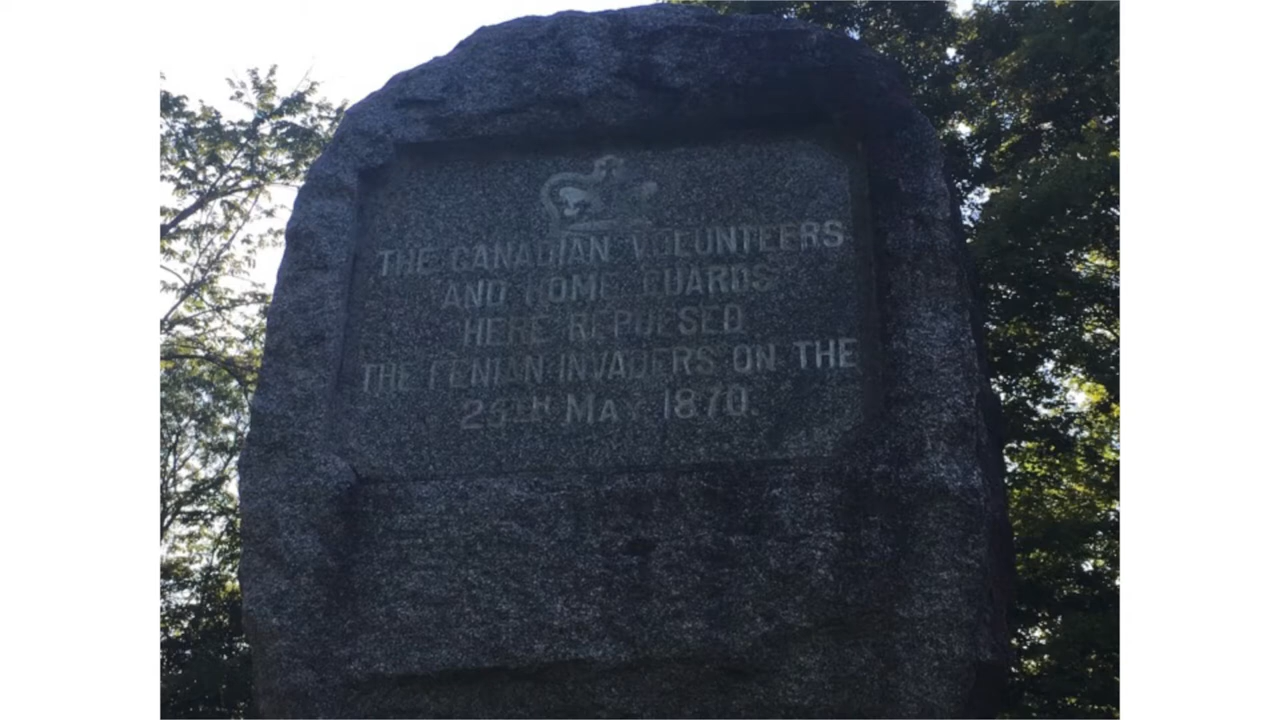 THE CANADIAN VOLUNTEERS
AND HOME GUARDS
HERE REPULSED
THE FENIAN INVADERS ON THE
25TH MAY 1870.